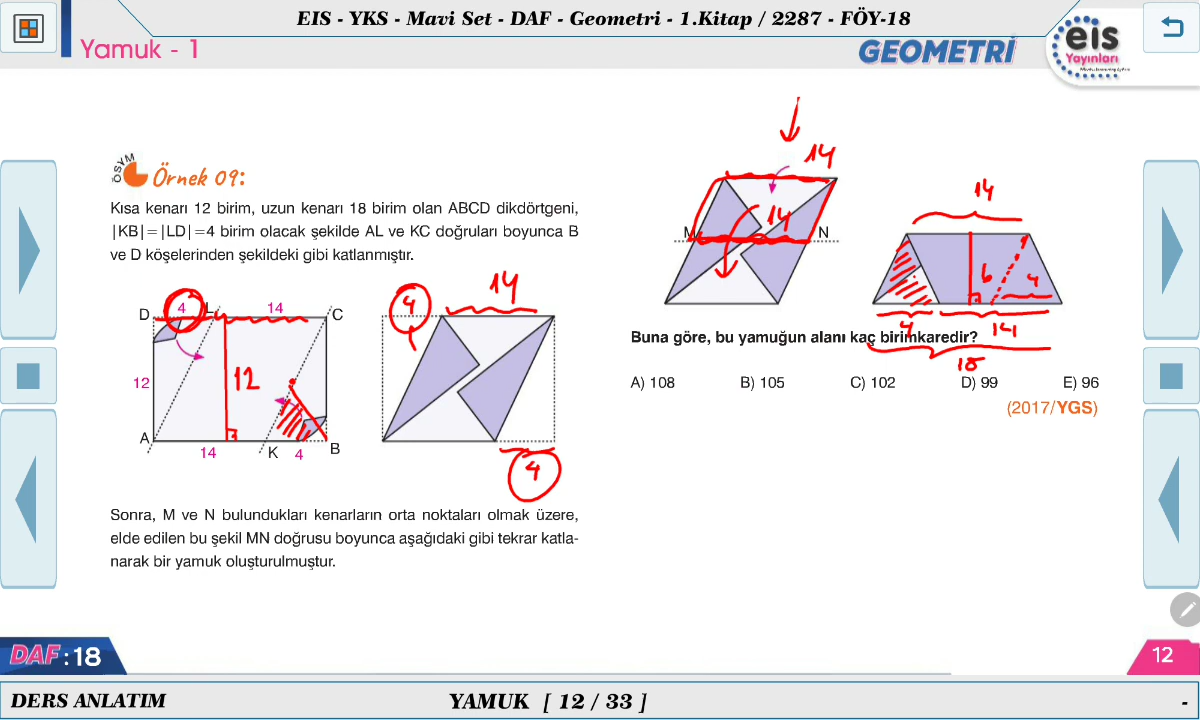 EIS - YKS - Mavi Set - DAF - Geometri - 1.Kitap / 2287 - FÖY-18
Yamuk - 1
GEOMETRİ
eis
Yayınları
ÖSYM
Örnek 09:
Kısa kenarı 12 birim, uzun kenarı 18 birim olan ABCD dikdörtgeni,
|KB|=|LD|=4 birim olacak şekilde AL ve KC doğruları boyunca B
ve D köşelerinden şekildeki gibi katlanmıştır.
D 4 L 14 C
12 12
A 14 K 4 B
4 14
4
Sonra, M ve N bulundukları kenarların orta noktaları olmak üzere,
elde edilen bu şekil MN doğrusu boyunca aşağıdaki gibi tekrar katla-
narak bir yamuk oluşturulmuştur.
14
14
M N
14
6 4
4 14
18
Buna göre, bu yamuğun alanı kaç birimkaredir?
A) 108 B) 105 C) 102 D) 99 E) 96
(2017/YGS)
DAF:18
12
DERS ANLATIM
YAMUK [ 12 / 33 ]
-